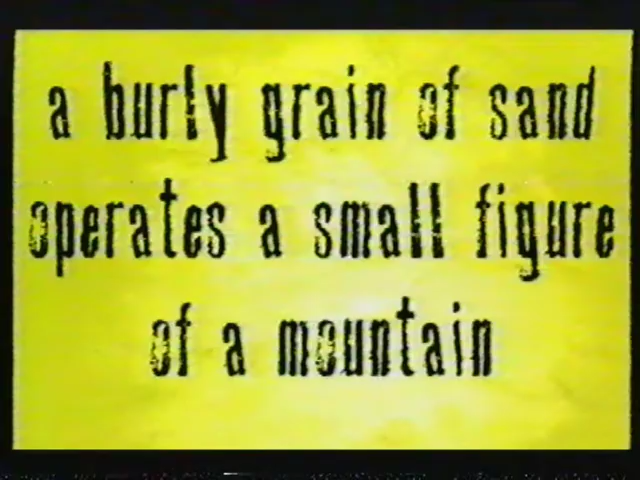 a burly grain of sand
operates a small figure
of a mountain